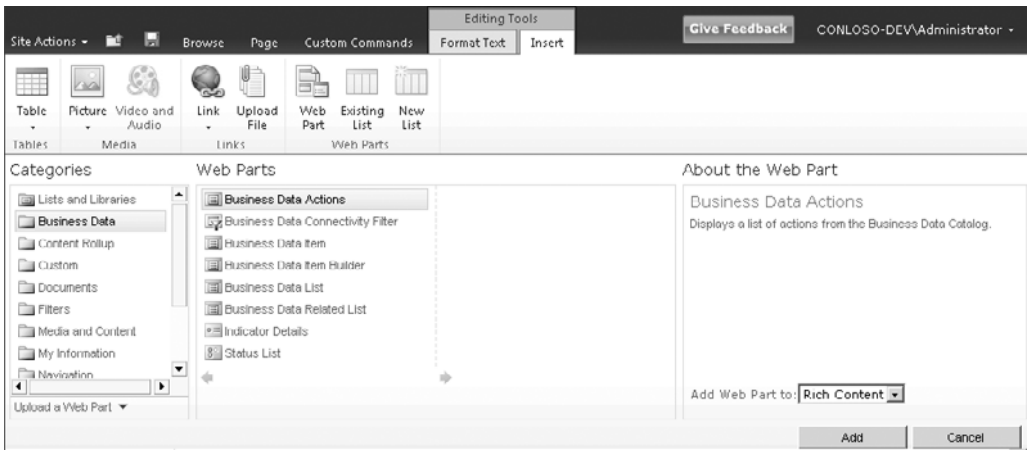 Editing Tools
Site Actions Browse Page Custom Commands Format Text Insert Give Feedback CONLOSO-DEV\Administrator
Table Picture Video and Audio Link Upload File Web Part Existing List New List
Tables Media Links Web Parts
Categories
Lists and Libraries
Business Data
Content Rollup
Custom
Documents
Filters
Media and Content
My Information
Navigation
Upload a Web Part
Web Parts
Business Data Actions
Business Data Connectivity Filter
Business Data Item
Business Data Item Builder
Business Data List
Business Data Related List
Indicator Details
Status List
About the Web Part
Business Data Actions
Displays a list of actions from the Business Data Catalog.
Add Web Part to: Rich Content
Add Cancel